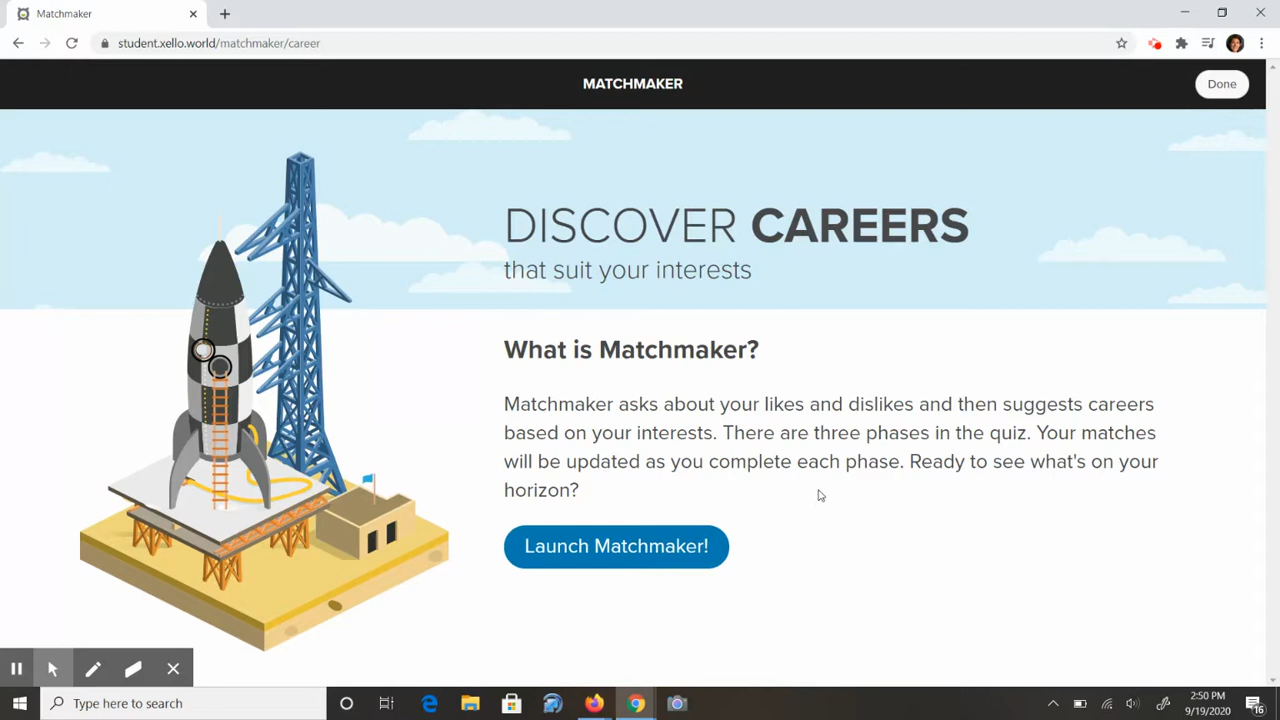 Matchmaker
student.xello.world/matchmaker/career
MATCHMAKER
Done
DISCOVER CAREERS
that suit your interests
What is Matchmaker?
Matchmaker asks about your likes and dislikes and then suggests careers
based on your interests. There are three phases in the quiz. Your matches
will be updated as you complete each phase. Ready to see what's on your
horizon?
Launch Matchmaker!
Type here to search
2:50 PM
9/19/2020
16